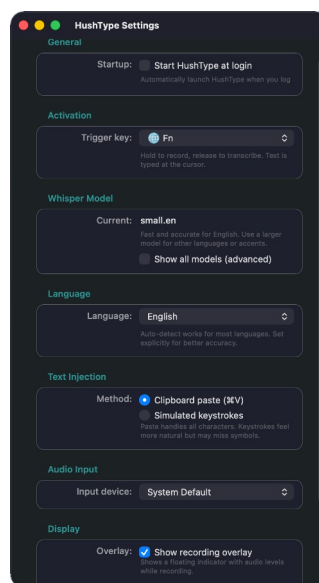 HushType Settings
General
Startup: Start HushType at login
Automatically launch HushType when you log
Activation
Trigger key: Fn
Hold to record, release to transcribe. Text is
typed at the cursor.
Whisper Model
Current: small.en
Fast and accurate for English. Use a larger
model for other languages or accents.
Show all models (advanced)
Language
Language: English
Auto-detect works for most languages. Set
explicitly for better accuracy.
Text Injection
Method: Clipboard paste (⌘V)
Simulated keystrokes
Paste handles all characters. Keystrokes feel
more natural but may miss symbols.
Audio Input
Input device: System Default
Display
Overlay: Show recording overlay
Shows a floating indicator with audio levels
while recording.